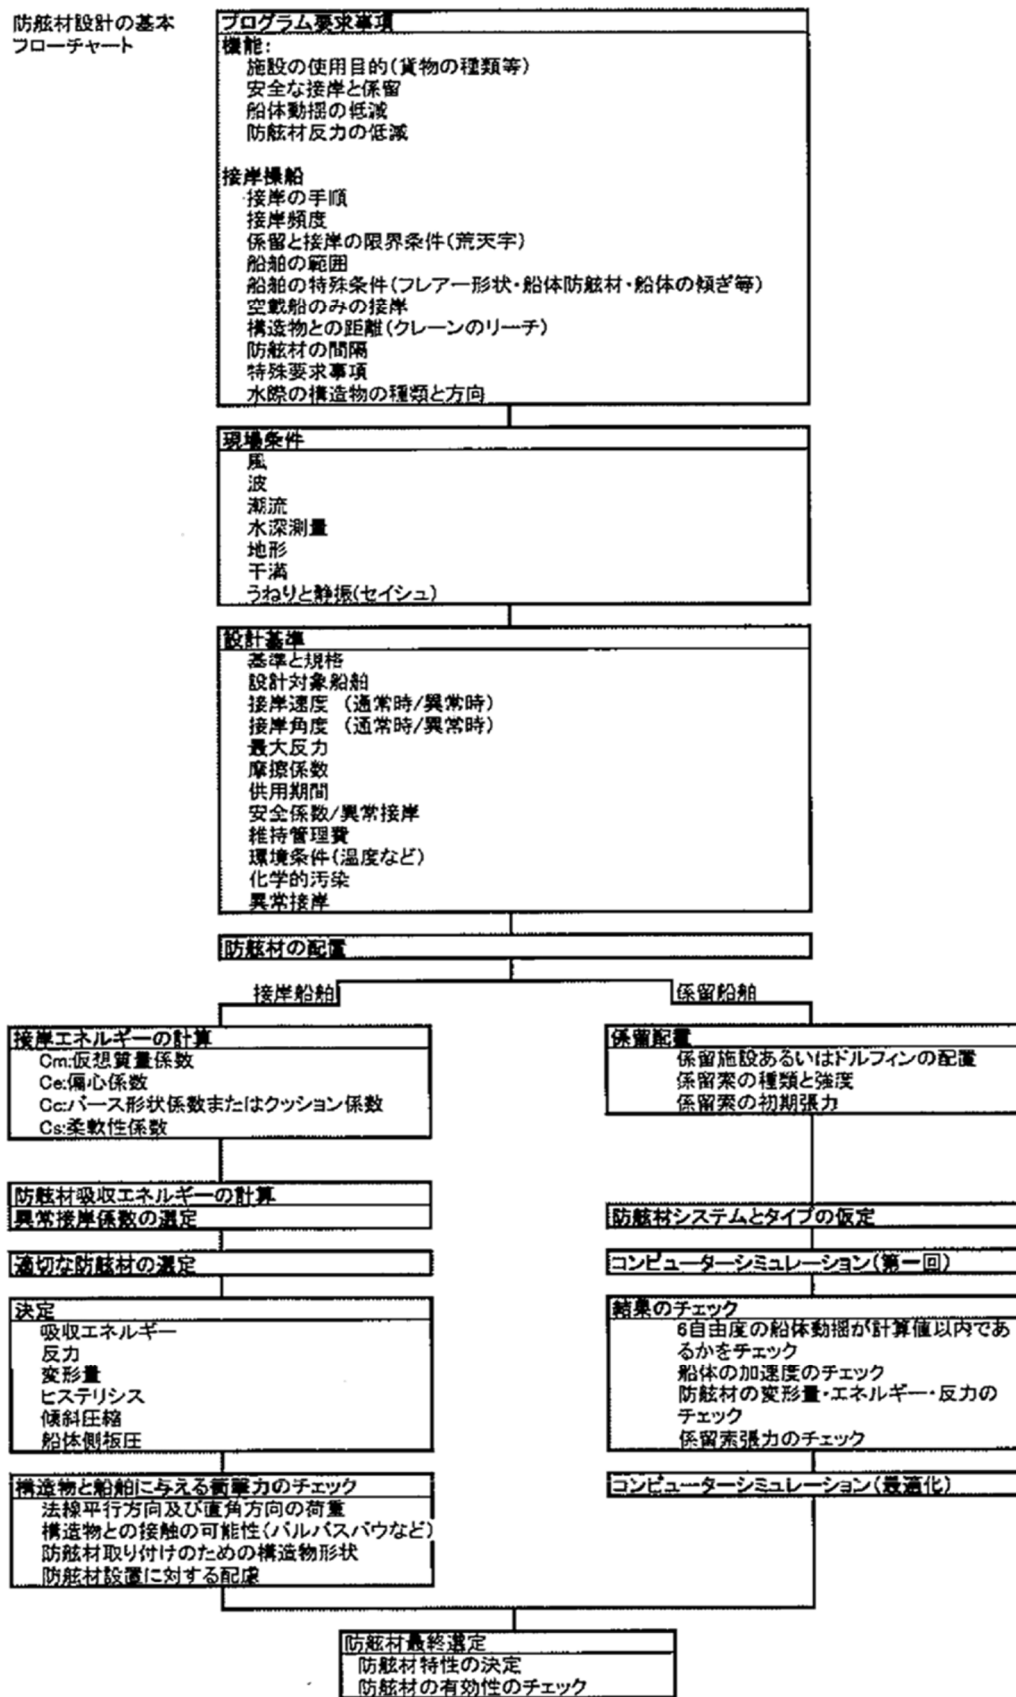 防舷材設計の基本
フローチャート
プログラム要求事項
機能:
施設の使用目的(貨物の種類等)
安全な接岸と係留
船体動揺の低減
防舷材反力の低減
接岸操船
接岸の手順
接岸頻度
係留と接岸の限界条件(荒天字)
船舶の範囲
船舶の特殊条件(フレアー形状・船体防舷材・船体の傾ぎ等)
空載船のみの接岸
構造物との距離(クレーンのリーチ)
防舷材の間隔
特殊要求事項
水際の構造物の種類と方向
現場条件
風
波
潮流
水深測量
地形
干満
うねりと静振(セイシュ)
設計基準
基準と規格
設計対象船舶
接岸速度 (通常時/異常時)
接岸角度 (通常時/異常時)
最大反力
摩擦係数
供用期間
安全係数/異常接岸
維持管理費
環境条件(温度など)
化学的汚染
異常接岸
防舷材の配置
接岸船舶
接岸エネルギーの計算
Cm:仮想質量係数
Ce:偏心係数
Cc:バース形状係数またはクッション係数
Cs:柔軟性係数
防舷材吸収エネルギーの計算
異常接岸係数の選定
適切な防舷材の選定
決定
吸収エネルギー
反力
変形量
ヒステリシス
傾斜圧縮
船体側板圧
構造物と船舶に与える衝撃力のチェック
法線平行方向及び直角方向の荷重
構造物との接触の可能性(バルバスバウなど)
防舷材取り付けのための構造物形状
防舷材設置に対する配慮
係留船舶
係留配置
係留施設あるいはドルフィンの配置
係留索の種類と強度
係留索の初期張力
防舷材システムとタイプの仮定
コンピューターシミュレーション(第一回)
結果のチェック
6自由度の船体動揺が計算値以内であ
るかをチェック
船体の加速度のチェック
防舷材の変形量・エネルギー・反力の
チェック
係留索張力のチェック
コンピューターシミュレーション(最適化)
防舷材最終選定
防舷材特性の決定
防舷材の有効性のチェック